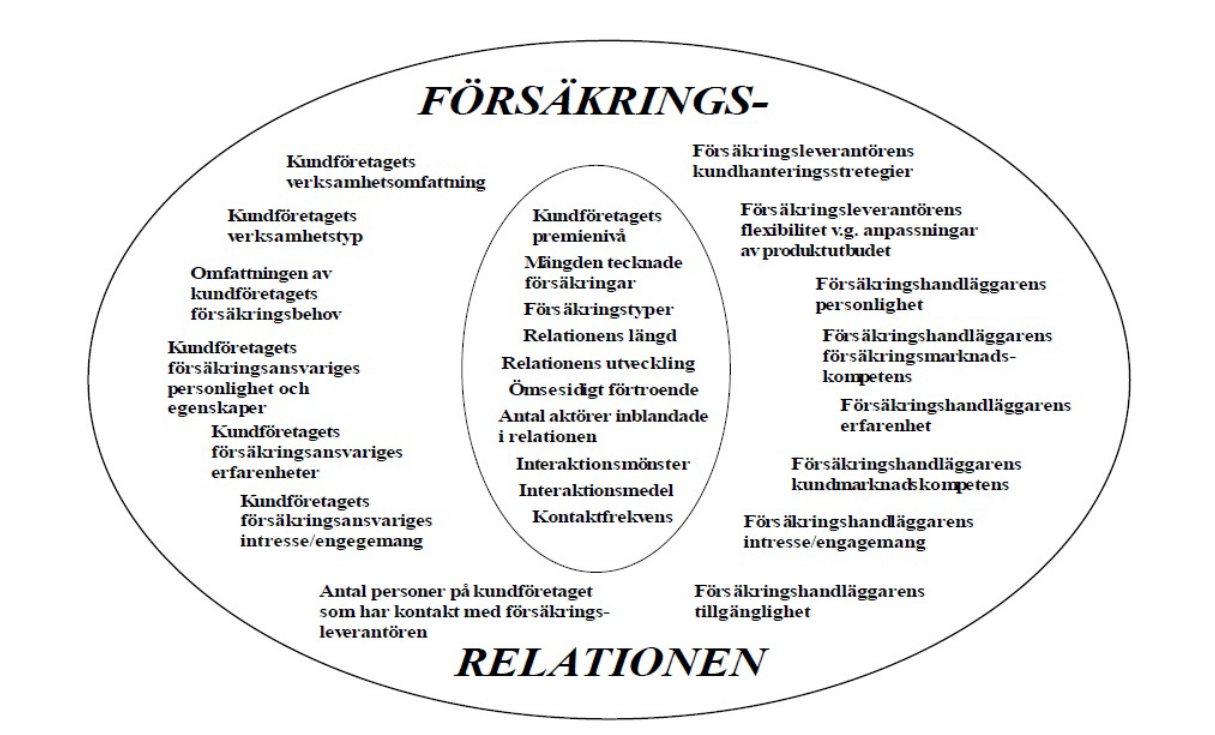 FÖRSÄKRINGS-
Kundföretagets
verksamhetsomfattning
Kundföretagets
verksamhetstyp
Omfattningen av
kundföretagets
försäkringsbehov
Kundföretagets
försäkringsansvariges
personlighet och
egenskaper
Kundföretagets
försäkringsansvariges
erfarenheter
Kundföretagets
försäkringsansvariges
intresse/engegemang
Antal personer på kundföretaget
som har kontakt med försäkrings-
leverantören
Kundföretagets
premienivå
Mängden tecknade
försäkringar
Försäkringstyper
Relationens längd
Relationens utveckling
Ömsesidigt förtroende
Antal aktörer inblandade
i relationen
Interaktionsmönster
Interaktionsmedel
Kontaktfrekvens
Försäkringsleverantörens
kundhanteringsstretegier
Försäkringsleverantörens
flexibilitet v.g. anpassningar
av produktutbudet
Försäkringshandläggarens
personlighet
Försäkringshandläggarens
försäkringsmarknads-
kompetens
Försäkringshandläggarens
erfarenhet
Försäkringshandläggarens
kundmarknadskompetens
Försäkringshandläggarens
intresse/engagemang
Försäkringshandläggarens
tillgänglighet
RELATIONEN